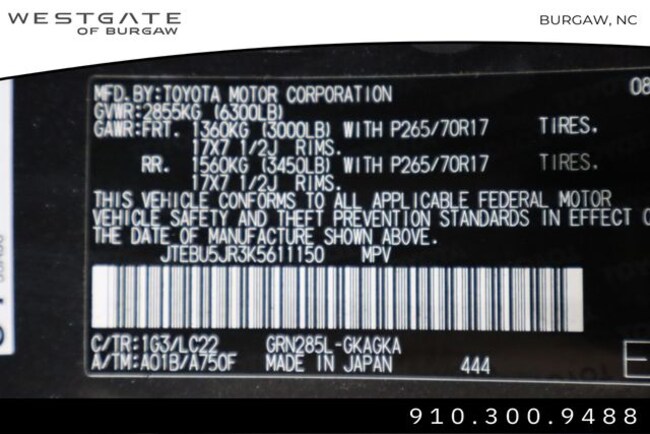 WESTGATE
OF BURGAW
BURGAW, NC
MFD. BY: TOYOTA MOTOR CORPORATION 08
GVWR: 2855KG (6300LB)
GAWR: FRT. 1360KG (3000LB) WITH P265/70R17 TIRES.
17X7 1/2J RIMS.
RR. 1560KG (3450LB) WITH P265/70R17 TIRES.
17X7 1/2J RIMS.
THIS VEHICLE CONFORMS TO ALL APPLICABLE FEDERAL MOTOR
VEHICLE SAFETY AND THEFT PREVENTION STANDARDS IN EFFECT
THE DATE OF MANUFACTURE SHOWN ABOVE.
JTEBU5JR3K5611150 MPV
C/TR: 1G3/LC22 GRN285L-GKAGKA
A/TM: A01B/A750F MADE IN JAPAN 444
910.300.9488